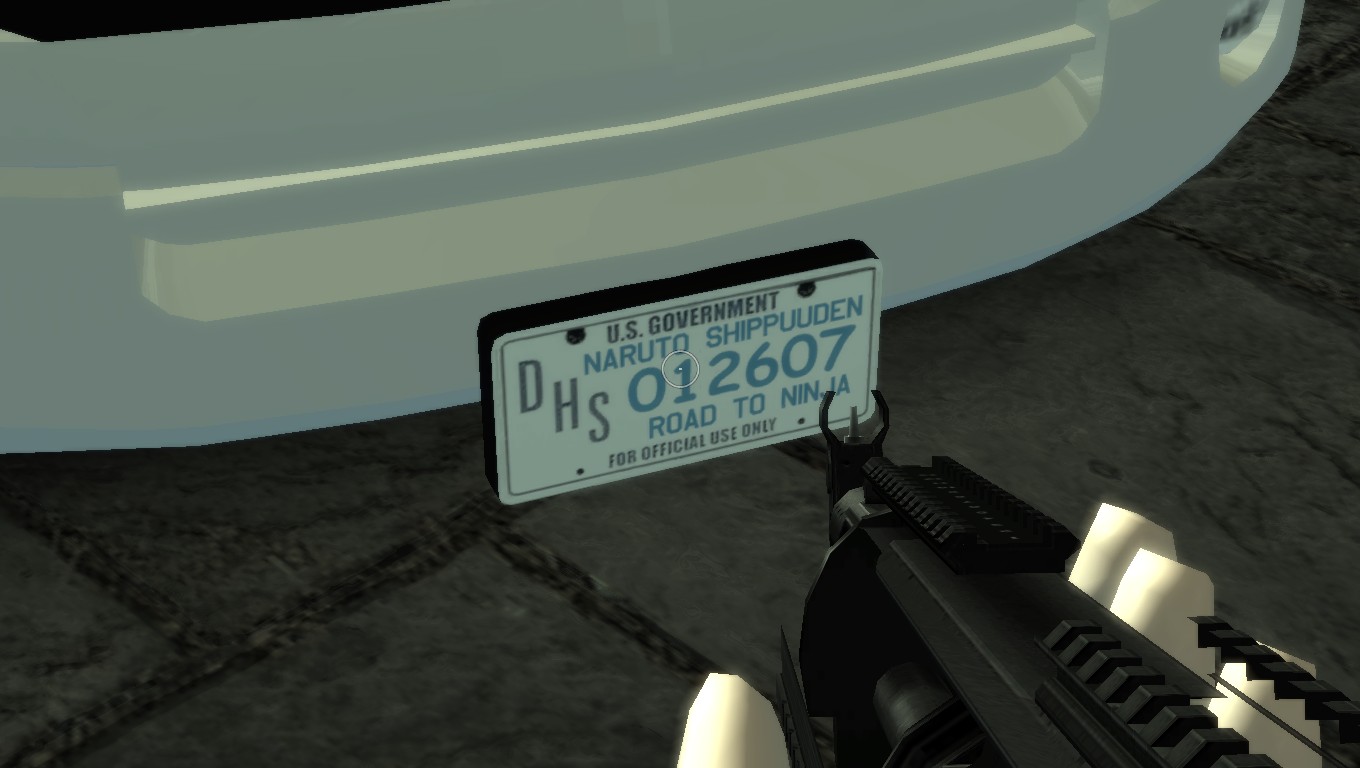 U.S. GOVERNMENT
NARUTO SHIPPUUDEN
DHS
012607
ROAD TO NINJA
FOR OFFICIAL USE ONLY